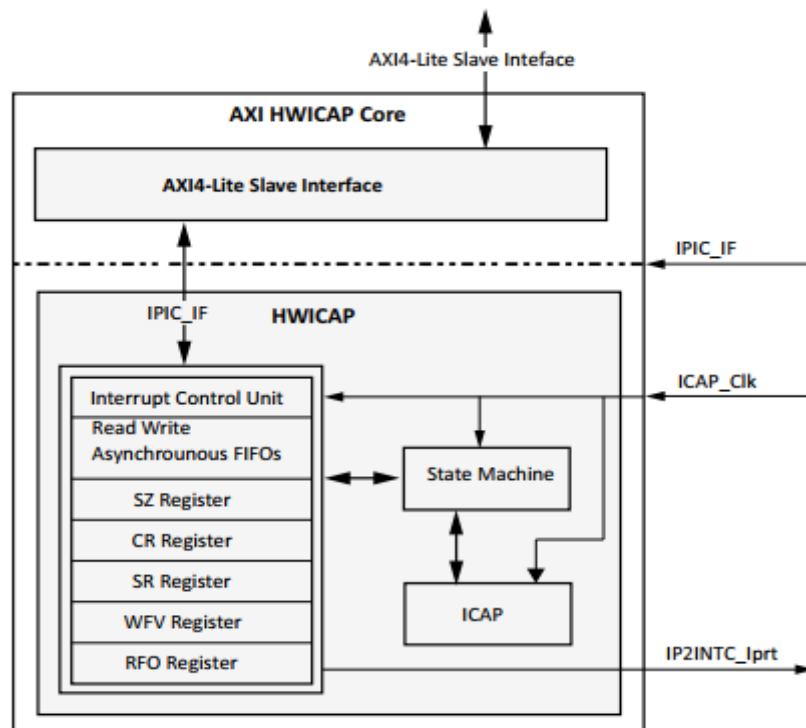 AXI4-Lite Slave Inteface
AXI HWICAP Core
AXI4-Lite Slave Interface
IPIC_IF
IPIC_IF
HWICAP
ICAP_Clk
Interrupt Control Unit
Read Write
Asynchrounous FIFOs
State Machine
SZ Register
CR Register
SR Register
ICAP
WFV Register
RFO Register
IP2INTC_Iprt